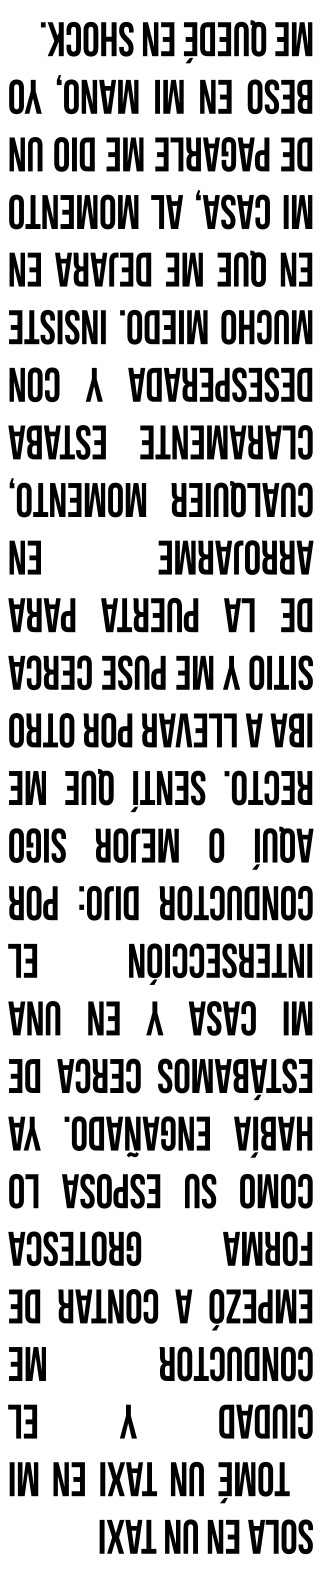 SOLA EN UN TAXI
TOMÉ UN TAXI EN MI
CIUDAD Y EL
CONDUCTOR ME
EMPEZÓ A CONTAR DE
FORMA GROTESCA
COMO SU ESPOSA LO
HABÍA ENGAÑADO. YA
ESTÁBAMOS CERCA DE
MI CASA Y EN UNA
INTERSECCIÓN EL
CONDUCTOR DIJO: POR
AQUÍ O MEJOR SIGO
RECTO. SENTÍ QUE ME
IBA A LLEVAR POR OTRO
SITIO Y ME PUSE CERCA
DE LA PUERTA PARA
ARROJARME EN
CUALQUIER MOMENTO,
CLARAMENTE ESTABA
DESESPERADA Y CON
MUCHO MIEDO. INSISTE
EN QUE ME DEJARA EN
MI CASA, AL MOMENTO
DE PAGARLE ME DIO UN
BESO EN MI MANO, YO
ME QUEDÉ EN SHOCK.